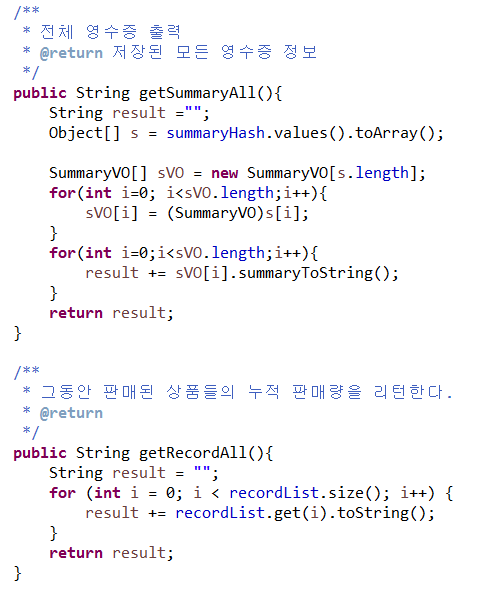 /**
 * 전체 영수증 출력
 * @return 저장된 모든 영수증 정보
 */
public String getSummaryAll(){
    String result ="";
    Object[] s = summaryHash.values().toArray();

    SummaryVO[] sVO = new SummaryVO[s.length];
    for(int i=0; i<sVO.length;i++){
        sVO[i] = (SummaryVO)s[i];
    }
    for(int i=0;i<sVO.length;i++){
        result += sVO[i].summaryToString();
    }
    return result;
}

/**
 * 그동안 판매된 상품들의 누적 판매량을 리턴한다.
 * @return
 */
public String getRecordAll(){
    String result = "";
    for (int i = 0; i < recordList.size(); i++) {
        result += recordList.get(i).toString();
    }
    return result;
}